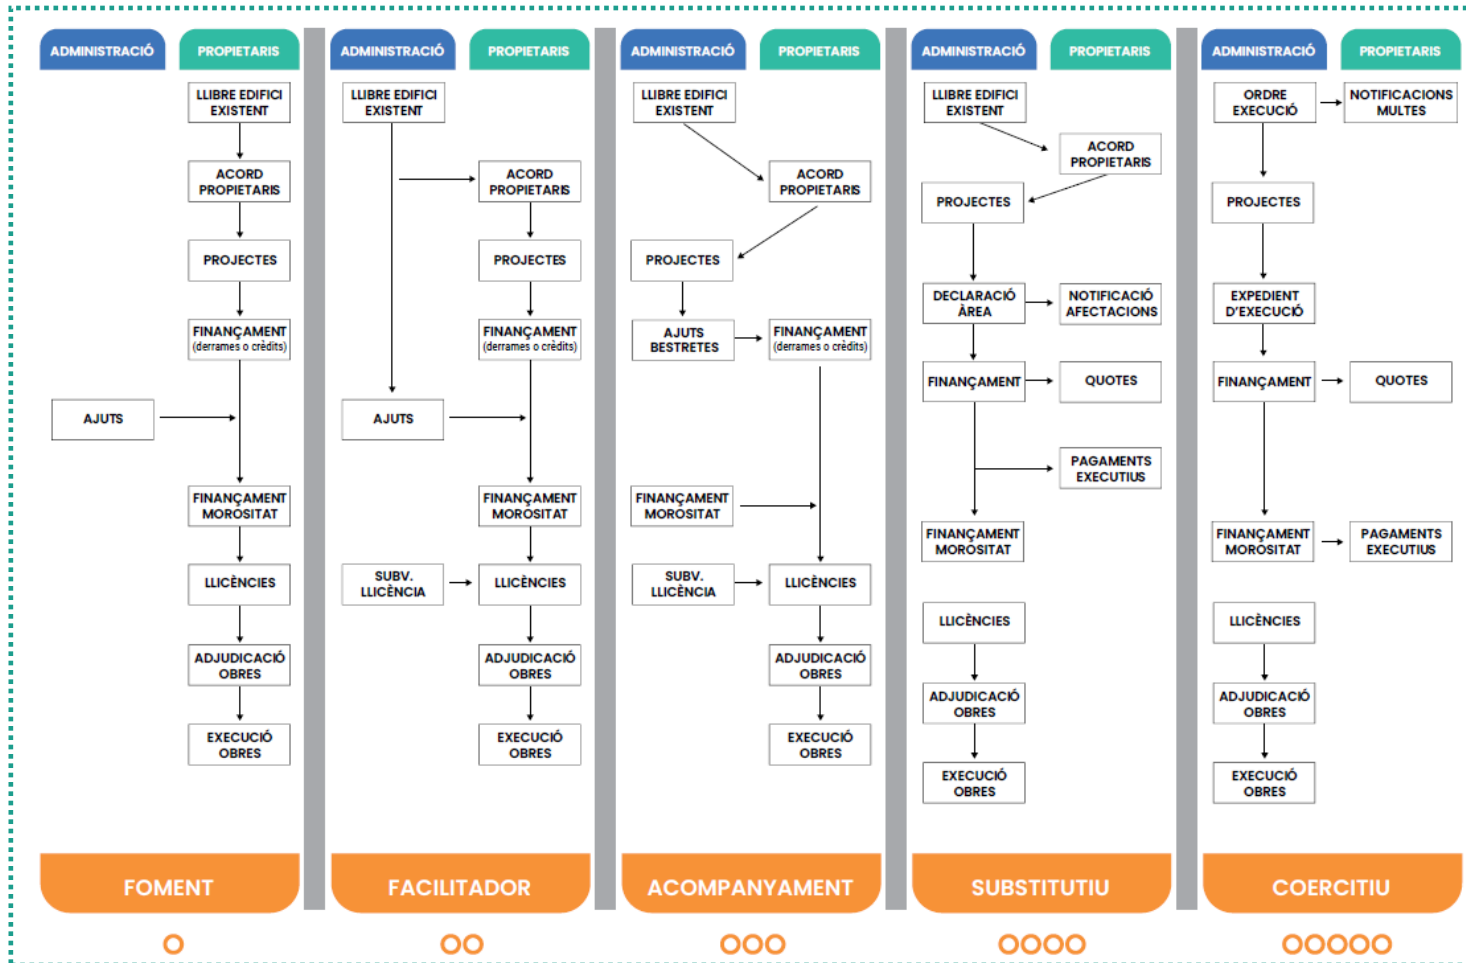 ADMINISTRACIÓ
PROPIETARIS
LLIBRE EDIFICI
EXISTENT
ACORD
PROPIETARIS
PROJECTES
FINANÇAMENT
(derrames o crèdits)
AJUTS
FINANÇAMENT
MOROSITAT
LLICÈNCIES
ADJUDICACIÓ
OBRES
EXECUCIÓ
OBRES
FOMENT
ADMINISTRACIÓ
PROPIETARIS
LLIBRE EDIFICI
EXISTENT
ACORD
PROPIETARIS
PROJECTES
FINANÇAMENT
(derrames o crèdits)
AJUTS
FINANÇAMENT
MOROSITAT
SUBV.
LLICÈNCIA
LLICÈNCIES
ADJUDICACIÓ
OBRES
EXECUCIÓ
OBRES
FACILITADOR
ADMINISTRACIÓ
PROPIETARIS
LLIBRE EDIFICI
EXISTENT
ACORD
PROPIETARIS
PROJECTES
AJUTS
BESTRETES
FINANÇAMENT
(derrames o crèdits)
FINANÇAMENT
MOROSITAT
SUBV.
LLICÈNCIA
LLICÈNCIES
ADJUDICACIÓ
OBRES
EXECUCIÓ
OBRES
ACOMPANYAMENT
ADMINISTRACIÓ
PROPIETARIS
LLIBRE EDIFICI
EXISTENT
ACORD
PROPIETARIS
PROJECTES
DECLARACIÓ
ÀREA
NOTIFICACIÓ
AFECTACIONS
FINANÇAMENT
QUOTES
PAGAMENTS
EXECUTIUS
FINANÇAMENT
MOROSITAT
LLICÈNCIES
ADJUDICACIÓ
OBRES
EXECUCIÓ
OBRES
SUBSTITUTIU
ADMINISTRACIÓ
PROPIETARIS
ORDRE
EXECUCIÓ
NOTIFICACIONS
MULTES
PROJECTES
EXPEDIENT
D'EXECUCIÓ
FINANÇAMENT
QUOTES
FINANÇAMENT
MOROSITAT
PAGAMENTS
EXECUTIUS
LLICÈNCIES
ADJUDICACIÓ
OBRES
EXECUCIÓ
OBRES
COERCITIU